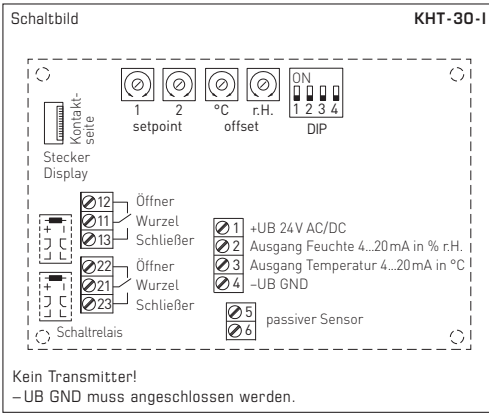 Schaltbild KHT-30-I
ON
1 2 °C r.H. 1 2 3 4
setpoint offset DIP
Kontakt-
seite
Stecker
Display
12 Öffner
11 Wurzel
13 Schließer
+ –
22 Öffner
21 Wurzel
23 Schließer
+ –
Schaltrelais
1 +UB 24V AC/DC
2 Ausgang Feuchte 4...20mA in % r.H.
3 Ausgang Temperatur 4...20mA in °C
4 –UB GND
5
6
passiver Sensor
Kein Transmitter!
–UB GND muss angeschlossen werden.